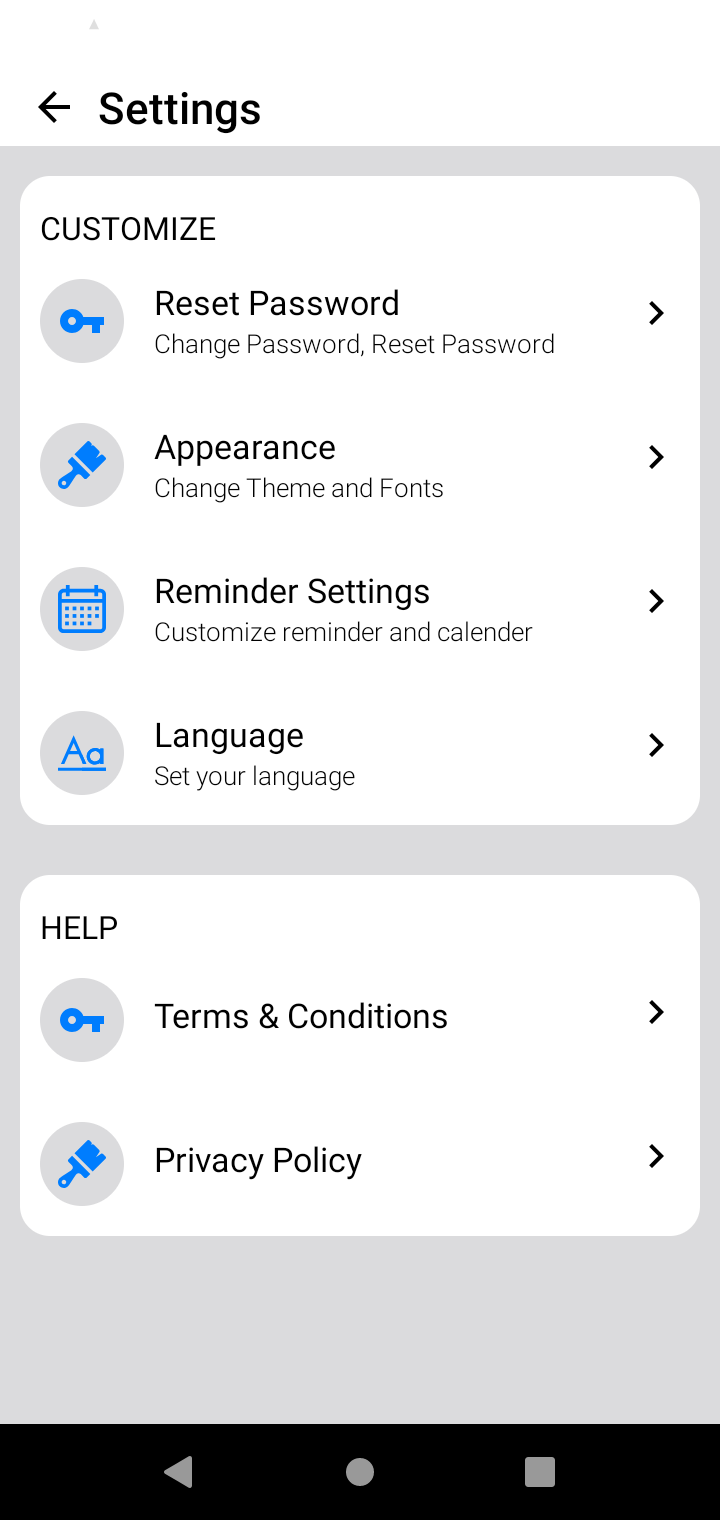 Settings
CUSTOMIZE
Reset Password
Change Password, Reset Password
Appearance
Change Theme and Fonts
Reminder Settings
Customize reminder and calender
Aa
Language
Set your language
HELP
Terms & Conditions
Privacy Policy